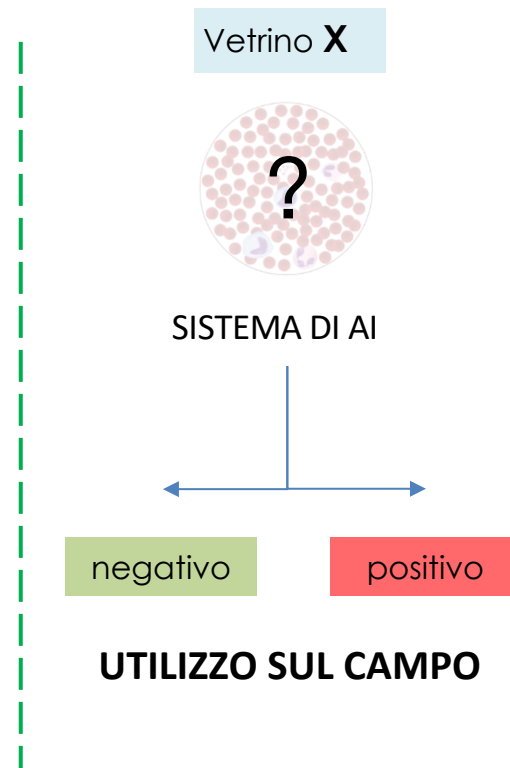 Vetrino X
?
SISTEMA DI AI
negativo positivo
UTILIZZO SUL CAMPO